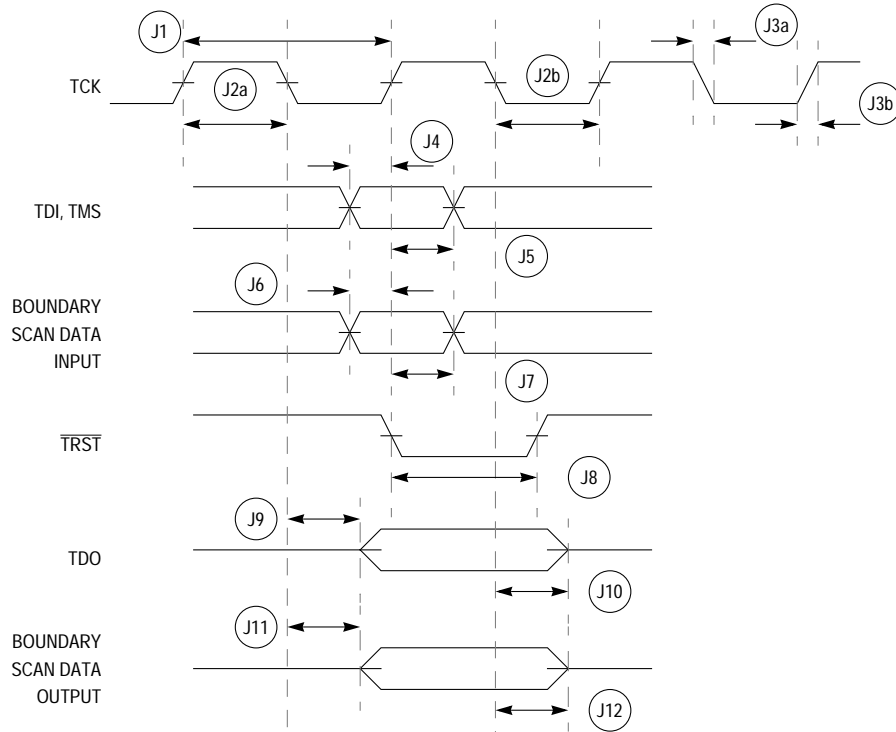 J1
J3a
TCK
J2a
J2b
J3b
J4
TDI, TMS
J5
J6
BOUNDARY
SCAN DATA
INPUT
J7
TRST
J8
J9
TDO
J10
J11
BOUNDARY
SCAN DATA
OUTPUT
J12